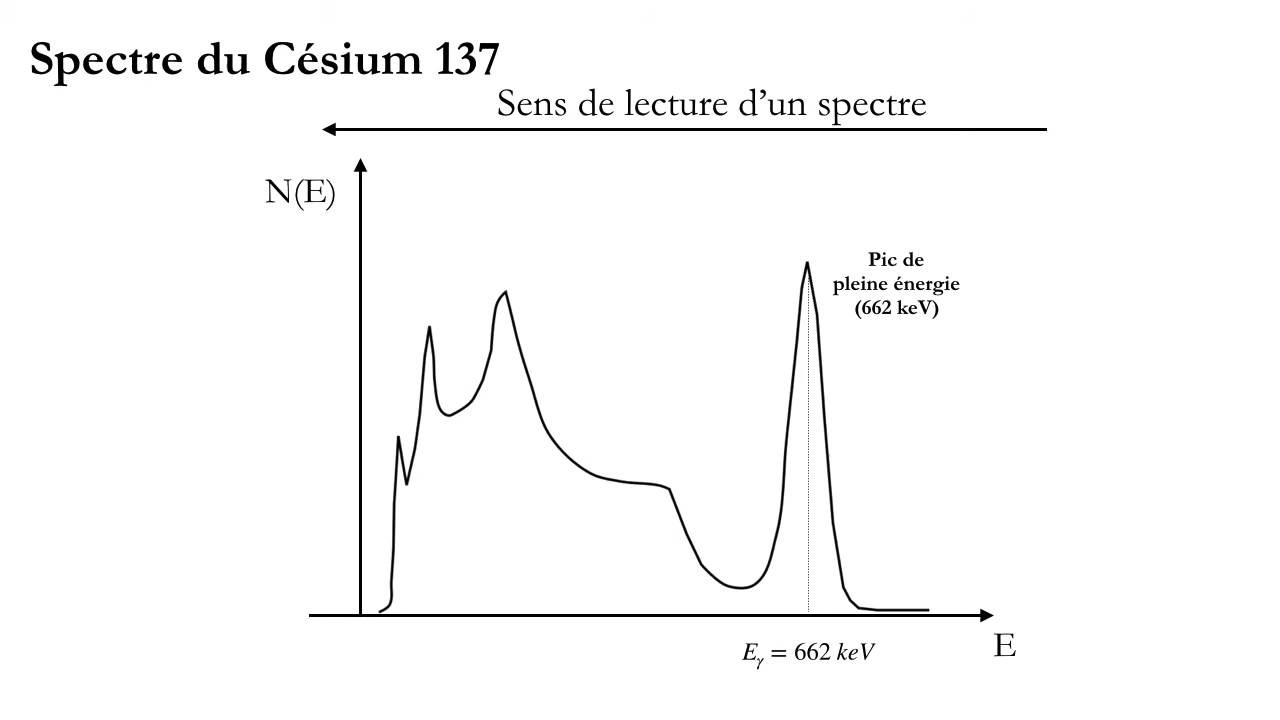 Spectre du Césium 137
Sens de lecture d’un spectre
N(E)
Pic de
pleine énergie
(662 keV)
E
Eγ = 662 keV